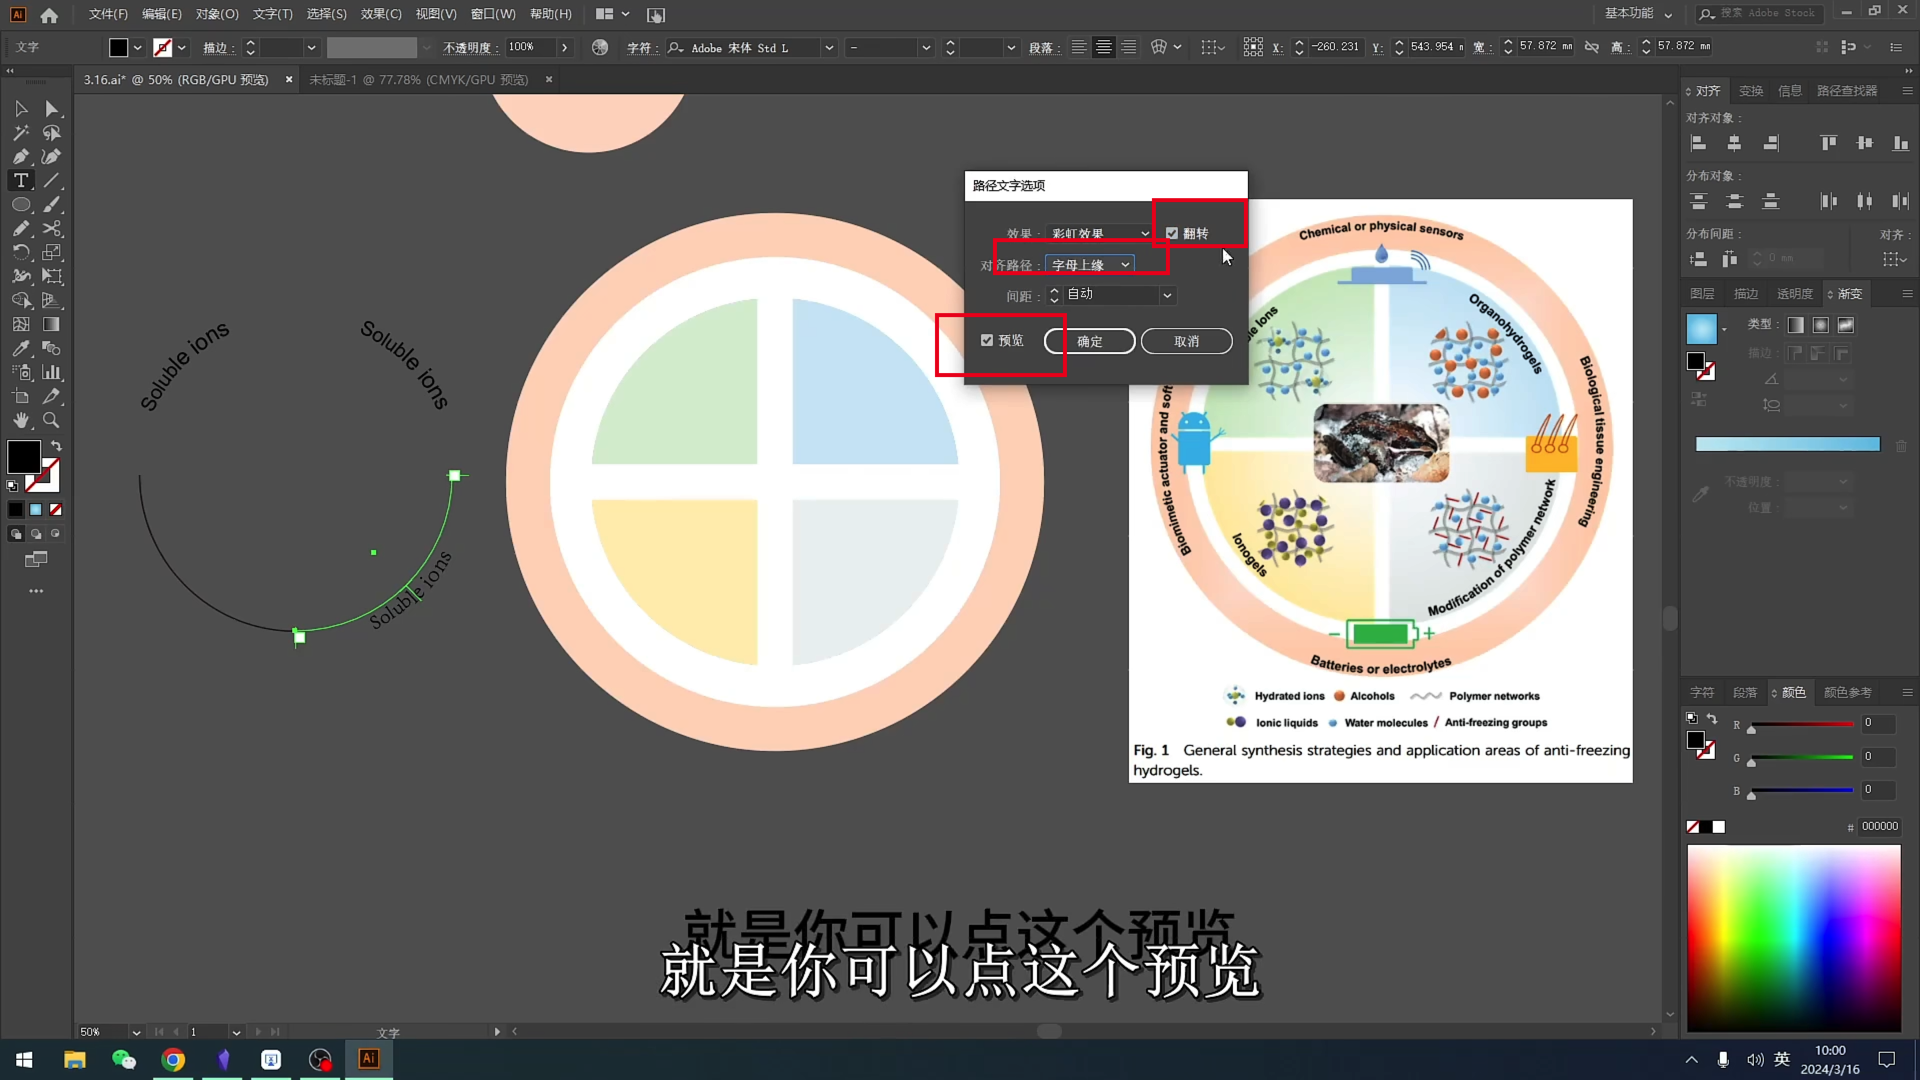 文件(F) 编辑(E) 对象(O) 文字(T) 选择(S) 效果(C) 视图(V) 窗口(W) 帮助(H)
基本功能
搜索 Adobe Stock
文字
描边：
不透明度：
100%
字符：
Adobe 宋体 Std L
段落：
X:
-260.231
Y:
543.954 m
宽：
57.872 mm
高：
57.872 mm
3.16.ai* @ 50% (RGB/GPU 预览)
未标题-1 @ 77.78% (CMYK/GPU 预览)
路径文字选项
效果：
彩虹效果
翻转
对齐路径：
字母上缘
间距：
自动
预览
确定
取消
Soluble ions
Soluble ions
Soluble ions
Chemical or physical sensors
Organohydrogels
Biological tissue engineering
Modification of polymer network
Ionogels
Batteries or electrolytes
Hydrated ions
Alcohols
Polymer networks
Ionic liquids
Water molecules
Anti-freezing groups
Fig. 1 General synthesis strategies and application areas of anti-freezing
hydrogels.
对齐
变换
信息
路径查找器
对齐对象：
分布对象：
分布间距：
对齐：
0 mm
图层
描边
透明度
渐变
类型：
描边：
不透明度：
位置：
字符
段落
颜色
颜色参考
R
0
G
0
B
0
# 000000
就是你可以点这个预览
就是你可以点这个预览
50%
1
文字
Ai
英
10:00
2024/3/16